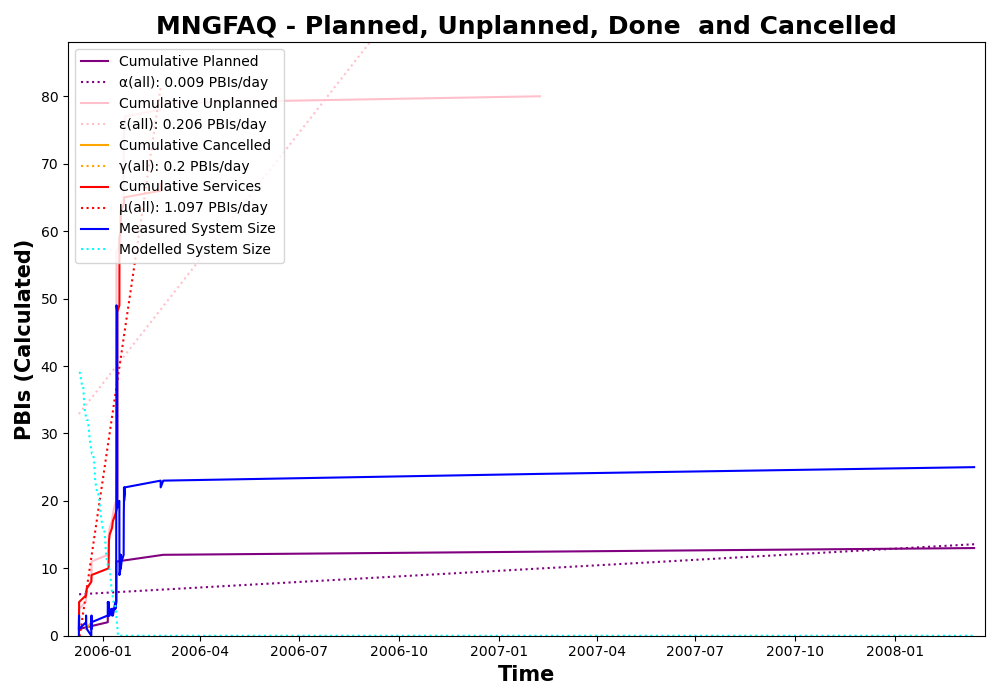 MNGFAQ - Planned, Unplanned, Done  and Cancelled
PBIs (Calculated)
80
70
60
50
40
30
20
10
0
Cumulative Planned
α(all): 0.009 PBIs/day
Cumulative Unplanned
ε(all): 0.206 PBIs/day
Cumulative Cancelled
γ(all): 0.2 PBIs/day
Cumulative Services
μ(all): 1.097 PBIs/day
Measured System Size
Modelled System Size
2006-01 2006-04 2006-07 2006-10 2007-01 2007-04 2007-07 2007-10 2008-01
Time